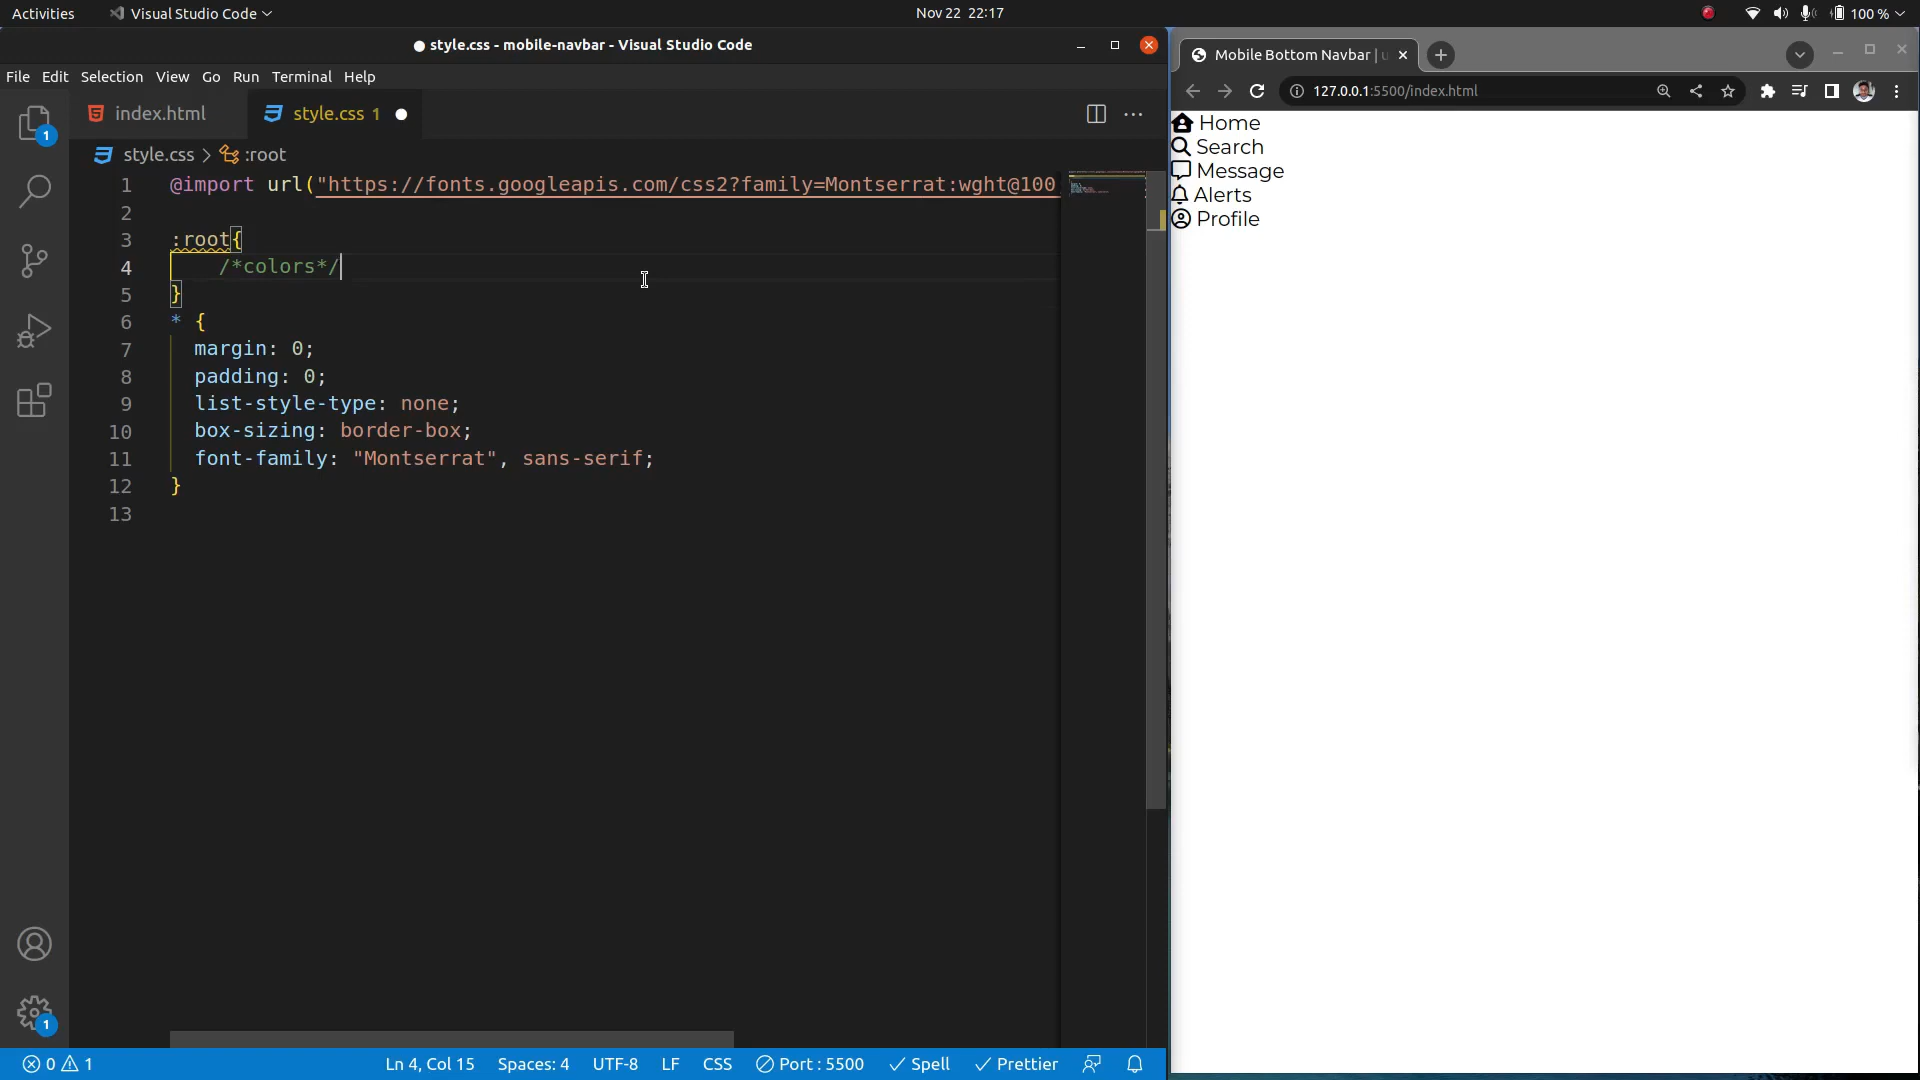 Activities
Visual Studio Code
Nov 22 22:17
100 %
style.css - mobile-navbar - Visual Studio Code
File Edit Selection View Go Run Terminal Help
index.html
style.css 1
style.css > :root
1 @import url("https://fonts.googleapis.com/css2?family=Montserrat:wght@100
2
3 :root{
4 /*colors*/
5 }
6 * {
7 margin: 0;
8 padding: 0;
9 list-style-type: none;
10 box-sizing: border-box;
11 font-family: "Montserrat", sans-serif;
12 }
13
1
1
0 1
Ln 4, Col 15
Spaces: 4
UTF-8
LF
CSS
Port : 5500
Spell
Prettier
Mobile Bottom Navbar |
127.0.0.1:5500/index.html
Home
Search
Message
Alerts
Profile